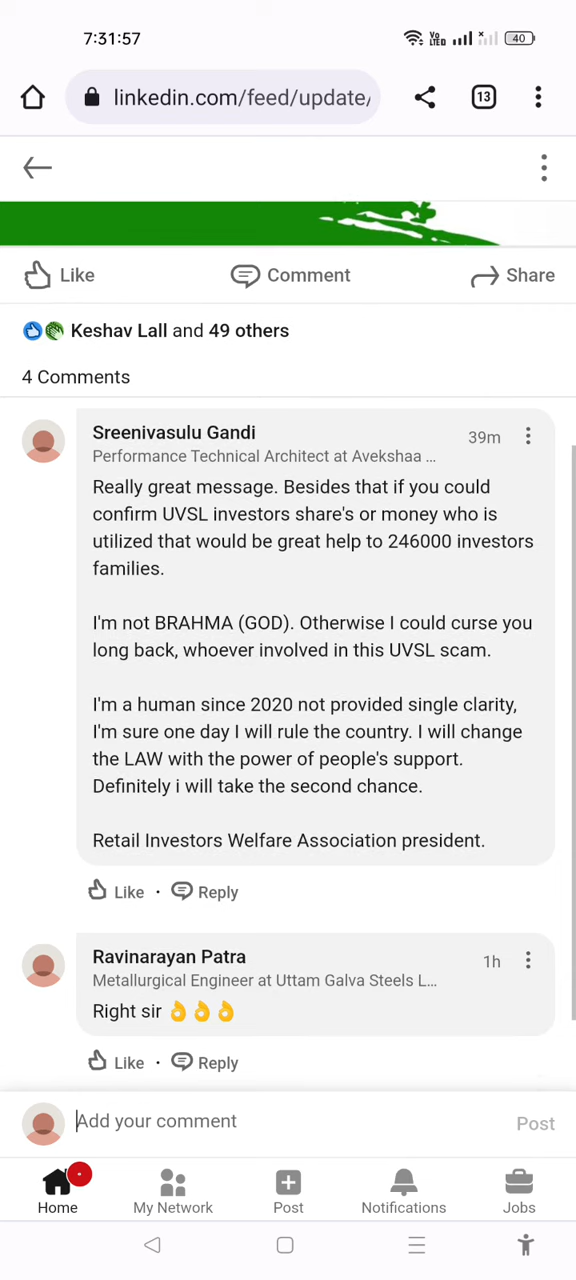 7:31:57
Vo LTED
x
40
linkedin.com/feed/update/
13
Like
Comment
Share
Keshav Lall and 49 others
4 Comments
Sreenivasulu Gandi
39m
Performance Technical Architect at Avekshaa ...
Really great message. Besides that if you could
confirm UVSL investors share's or money who is
utilized that would be great help to 246000 investors
families.
I'm not BRAHMA (GOD). Otherwise I could curse you
long back, whoever involved in this UVSL scam.
I'm a human since 2020 not provided single clarity,
I'm sure one day I will rule the country. I will change
the LAW with the power of people's support.
Definitely i will take the second chance.
Retail Investors Welfare Association president.
Like · Reply
Ravinarayan Patra
1h
Metallurgical Engineer at Uttam Galva Steels L...
Right sir 👌👌👌
Like · Reply
Add your comment
Post
Home
My Network
Post
Notifications
Jobs